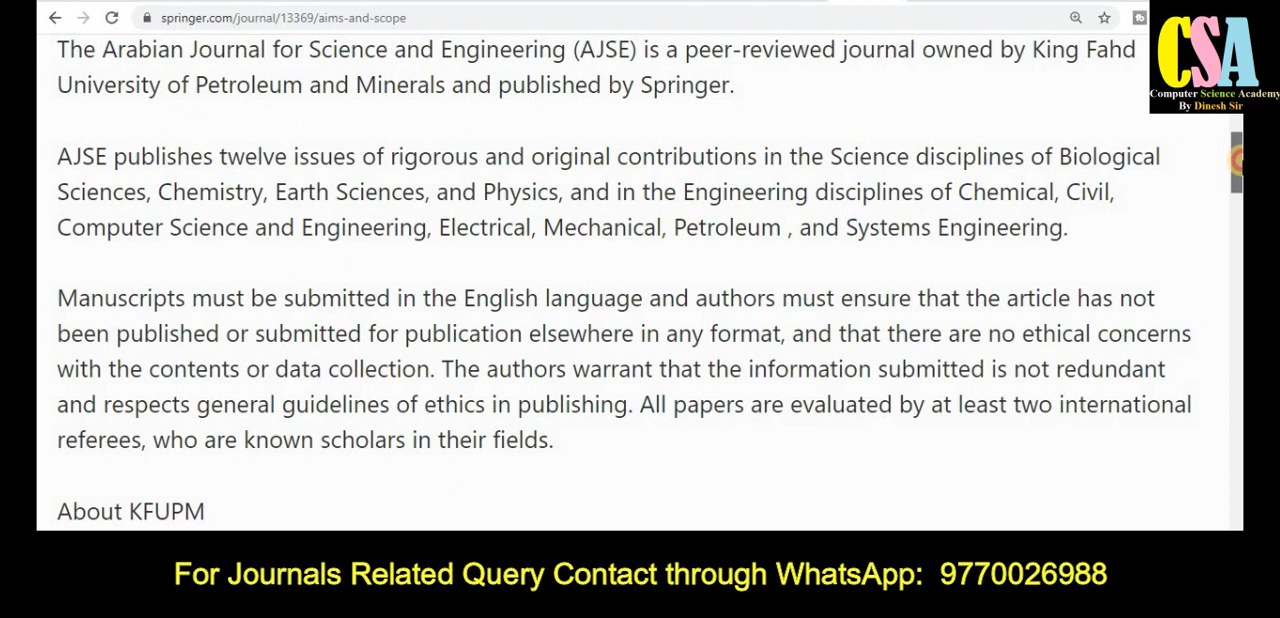 springer.com/journal/13369/aims-and-scope
The Arabian Journal for Science and Engineering (AJSE) is a peer-reviewed journal owned by King Fahd
University of Petroleum and Minerals and published by Springer.
CSA
Computer Science Academy
By Dinesh Sir
AJSE publishes twelve issues of rigorous and original contributions in the Science disciplines of Biological
Sciences, Chemistry, Earth Sciences, and Physics, and in the Engineering disciplines of Chemical, Civil,
Computer Science and Engineering, Electrical, Mechanical, Petroleum , and Systems Engineering.
Manuscripts must be submitted in the English language and authors must ensure that the article has not
been published or submitted for publication elsewhere in any format, and that there are no ethical concerns
with the contents or data collection. The authors warrant that the information submitted is not redundant
and respects general guidelines of ethics in publishing. All papers are evaluated by at least two international
referees, who are known scholars in their fields.
About KFUPM
For Journals Related Query Contact through WhatsApp: 9770026988